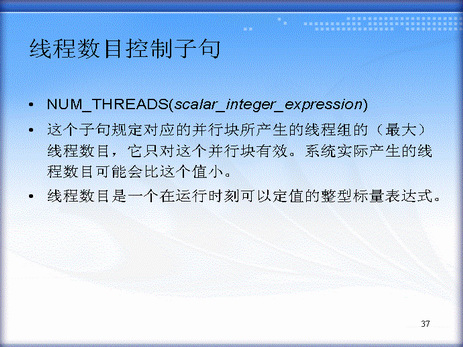 线程数目控制子句
• NUM_THREADS(scalar_integer_expression)
• 这个子句规定对应的并行块所产生的线程组的（最大）
线程数目，它只对这个并行块有效。系统实际产生的线
程数目可能会比这个值小。
• 线程数目是一个在运行时刻可以定值的整型标量表达式。
37